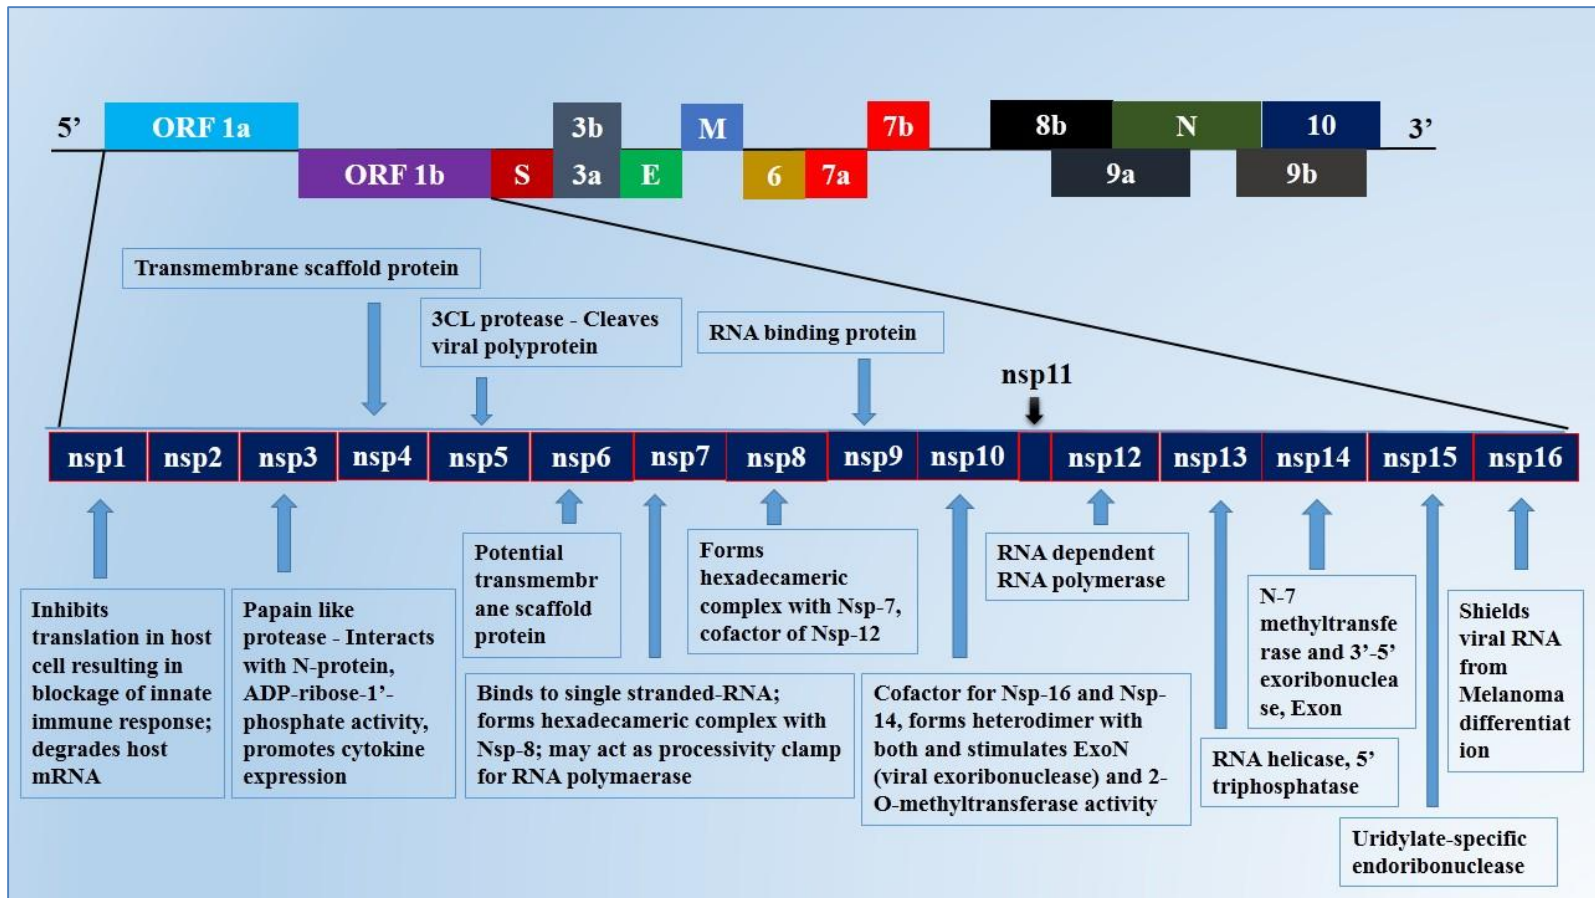 5’ ORF 1a 3b M 7b 8b N 10 3’
ORF 1b S 3a E 6 7a 9a 9b
Transmembrane scaffold protein
3CL protease - Cleaves
viral polyprotein
RNA binding protein
nsp11
nsp1 nsp2 nsp3 nsp4 nsp5 nsp6 nsp7 nsp8 nsp9 nsp10 nsp12 nsp13 nsp14 nsp15 nsp16
Inhibits
translation in host
cell resulting in
blockage of innate
immune response;
degrades host
mRNA
Papain like
protease - Interacts
with N-protein,
ADP-ribose-1’-
phosphate activity,
promotes cytokine
expression
Potential
transmembr
ane scaffold
protein
Binds to single stranded-RNA;
forms hexadecameric complex with
Nsp-8; may act as processivity clamp
for RNA polymaerase
Forms
hexadecameric
complex with Nsp-7,
cofactor of Nsp-12
Cofactor for Nsp-16 and Nsp-
14, forms heterodimer with
both and stimulates ExoN
(viral exoribonuclease) and 2-
O-methyltransferase activity
RNA dependent
RNA polymerase
RNA helicase, 5’
triphosphatase
N-7
methyltransfe
rase and 3’-5’
exoribonuclea
se, Exon
Uridylate-specific
endoribonuclease
Shields
viral RNA
from
Melanoma
differentiat
ion